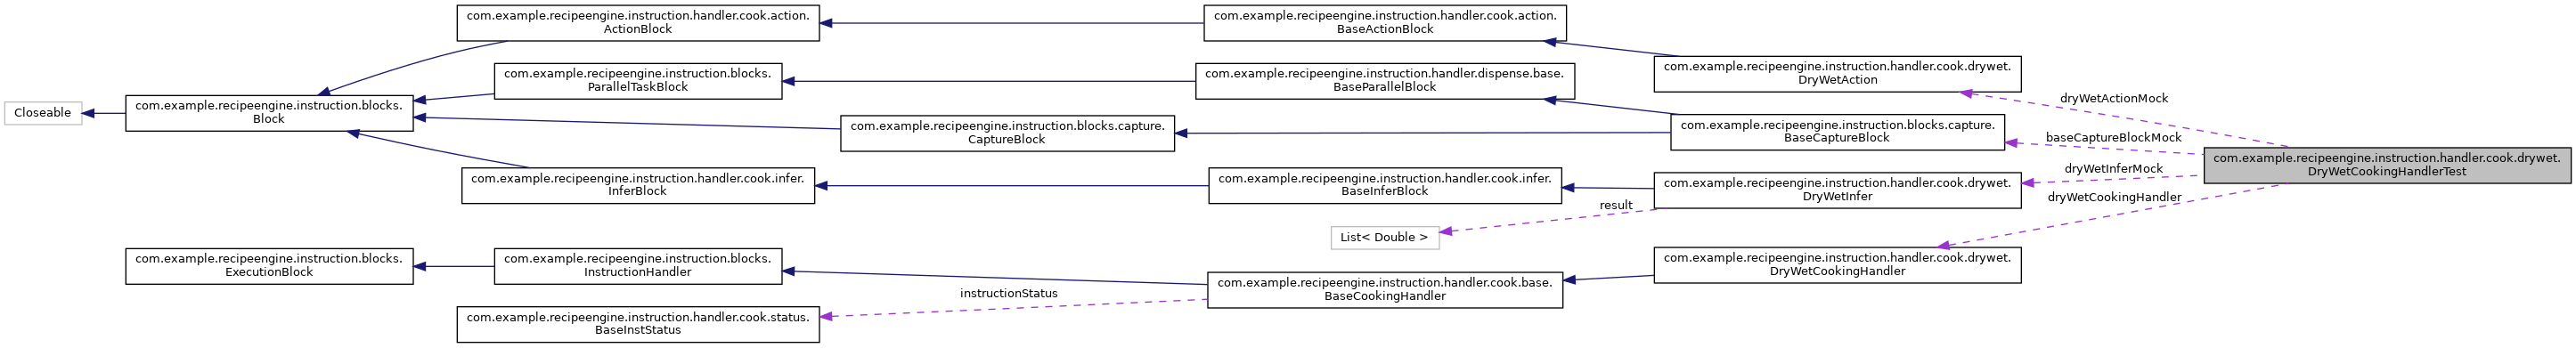 com.example.recipeengine.instruction.handler.cook.action.
ActionBlock
com.example.recipeengine.instruction.handler.cook.action.
BaseActionBlock
com.example.recipeengine.instruction.blocks.
ParallelTaskBlock
com.example.recipeengine.instruction.handler.dispense.base.
BaseParallelBlock
com.example.recipeengine.instruction.handler.cook.drywet.
DryWetAction
dryWetActionMock
Closeable
com.example.recipeengine.instruction.blocks.
Block
com.example.recipeengine.instruction.blocks.capture.
CaptureBlock
com.example.recipeengine.instruction.blocks.capture.
BaseCaptureBlock
baseCaptureBlockMock
com.example.recipeengine.instruction.handler.cook.drywet.
DryWetCookingHandlerTest
dryWetInferMock
com.example.recipeengine.instruction.handler.cook.infer.
InferBlock
com.example.recipeengine.instruction.handler.cook.infer.
BaseInferBlock
com.example.recipeengine.instruction.handler.cook.drywet.
DryWetInfer
dryWetCookingHandler
result
List< Double >
com.example.recipeengine.instruction.blocks.
ExecutionBlock
com.example.recipeengine.instruction.blocks.
InstructionHandler
com.example.recipeengine.instruction.handler.cook.drywet.
DryWetCookingHandler
com.example.recipeengine.instruction.handler.cook.base.
BaseCookingHandler
instructionStatus
com.example.recipeengine.instruction.handler.cook.status.
BaseInstStatus